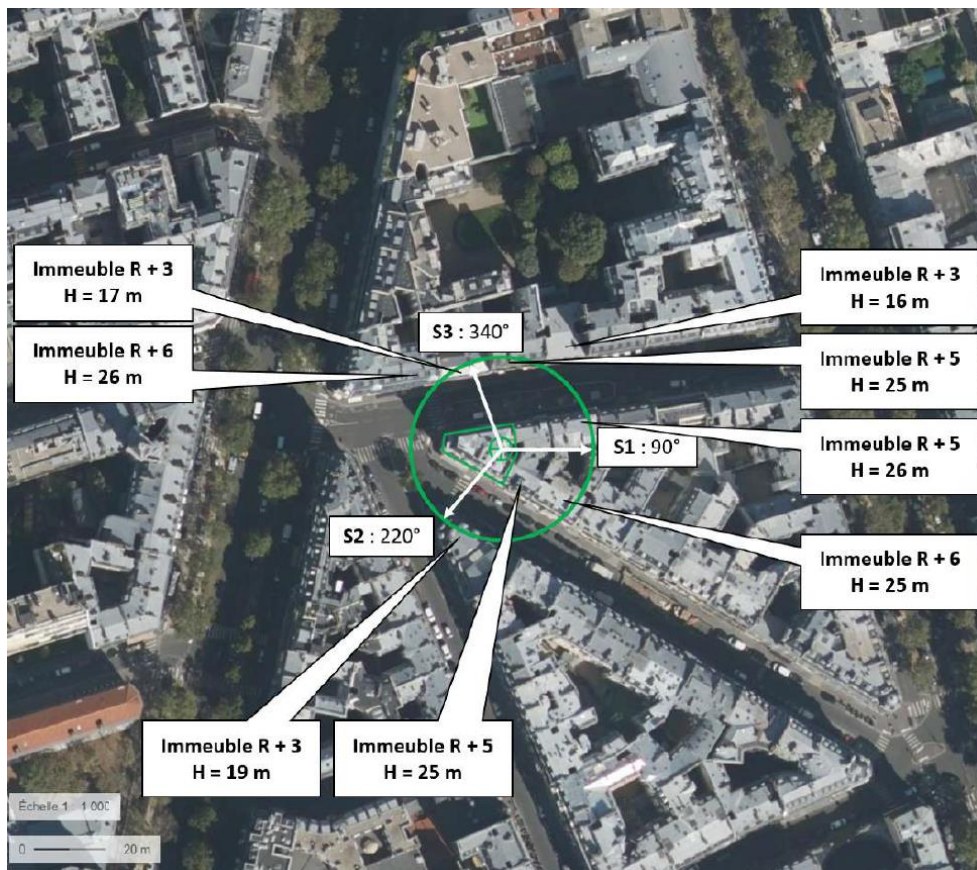 Immeuble R + 3
H = 17 m
Immeuble R + 6
H = 26 m
S3 : 340°
Immeuble R + 3
H = 16 m
Immeuble R + 5
H = 25 m
S1 : 90°
Immeuble R + 5
H = 26 m
S2 : 220°
Immeuble R + 6
H = 25 m
Immeuble R + 3
H = 19 m
Immeuble R + 5
H = 25 m
Échelle 1 : 1 000
0 20 m